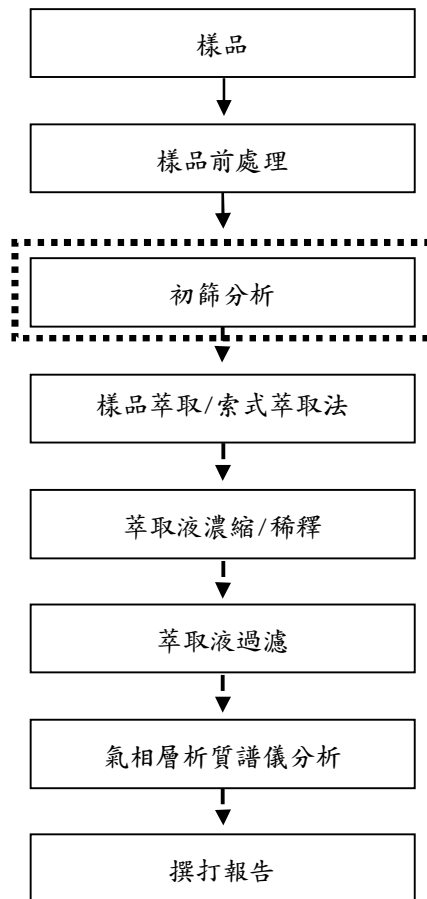 樣品
樣品前處理
初篩分析
樣品萃取/索式萃取法
萃取液濃縮/稀釋
萃取液過濾
氣相層析質譜儀分析
撰打報告